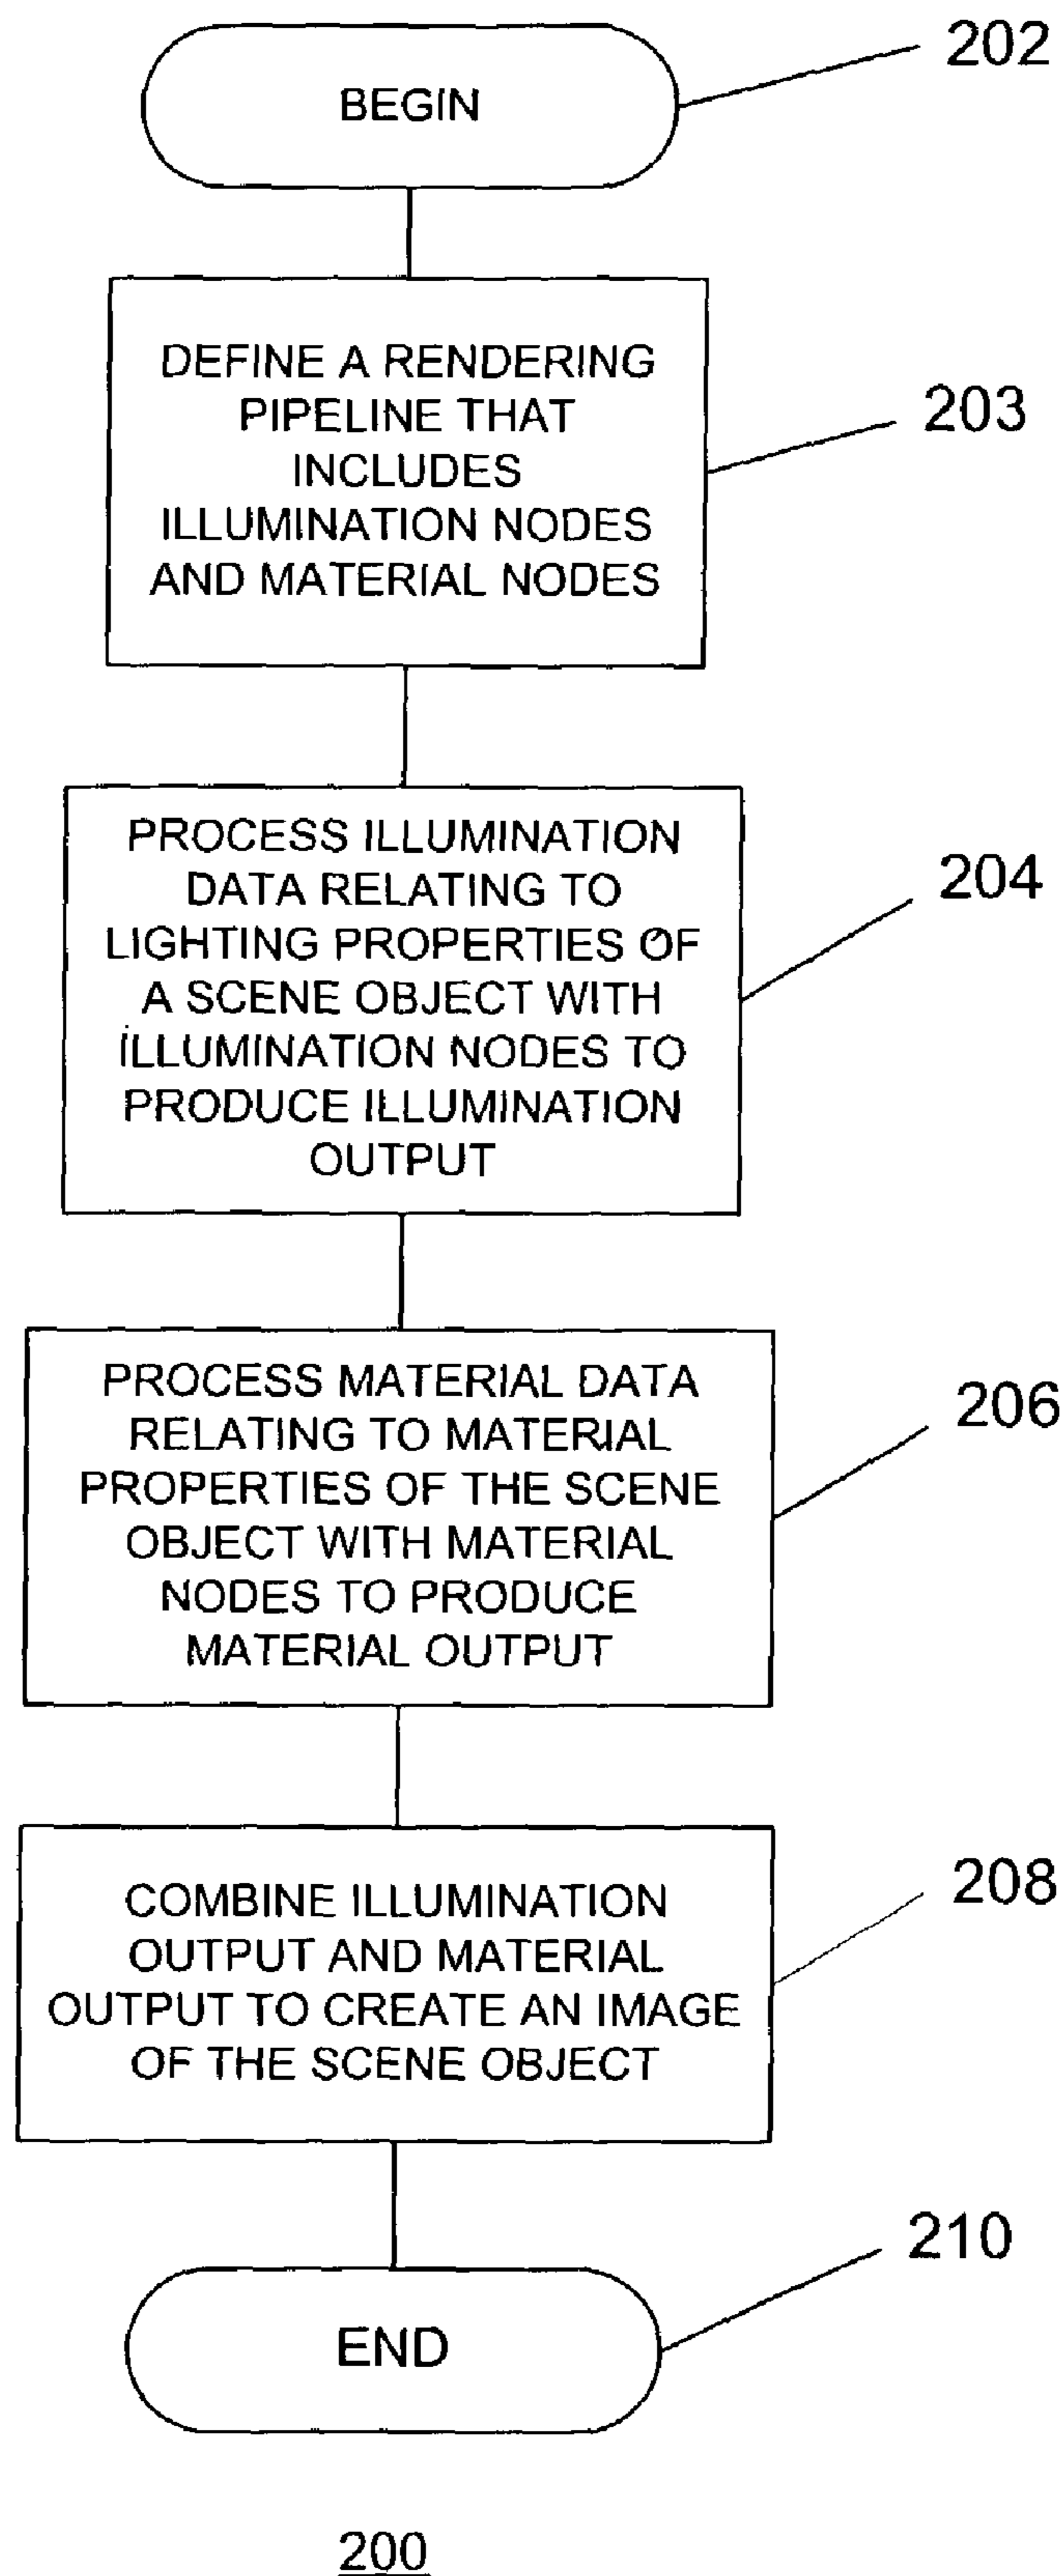 BEGIN
202
DEFINE A RENDERING
PIPELINE THAT
INCLUDES
ILLUMINATION NODES
AND MATERIAL NODES
203
PROCESS ILLUMINATION
DATA RELATING TO
LIGHTING PROPERTIES OF
A SCENE OBJECT WITH
ILLUMINATION NODES TO
PRODUCE ILLUMINATION
OUTPUT
204
PROCESS MATERIAL DATA
RELATING TO MATERIAL
PROPERTIES OF THE SCENE
OBJECT WITH MATERIAL
NODES TO PRODUCE
MATERIAL OUTPUT
206
COMBINE ILLUMINATION
OUTPUT AND MATERIAL
OUTPUT TO CREATE AN IMAGE
OF THE SCENE OBJECT
208
END
210
200